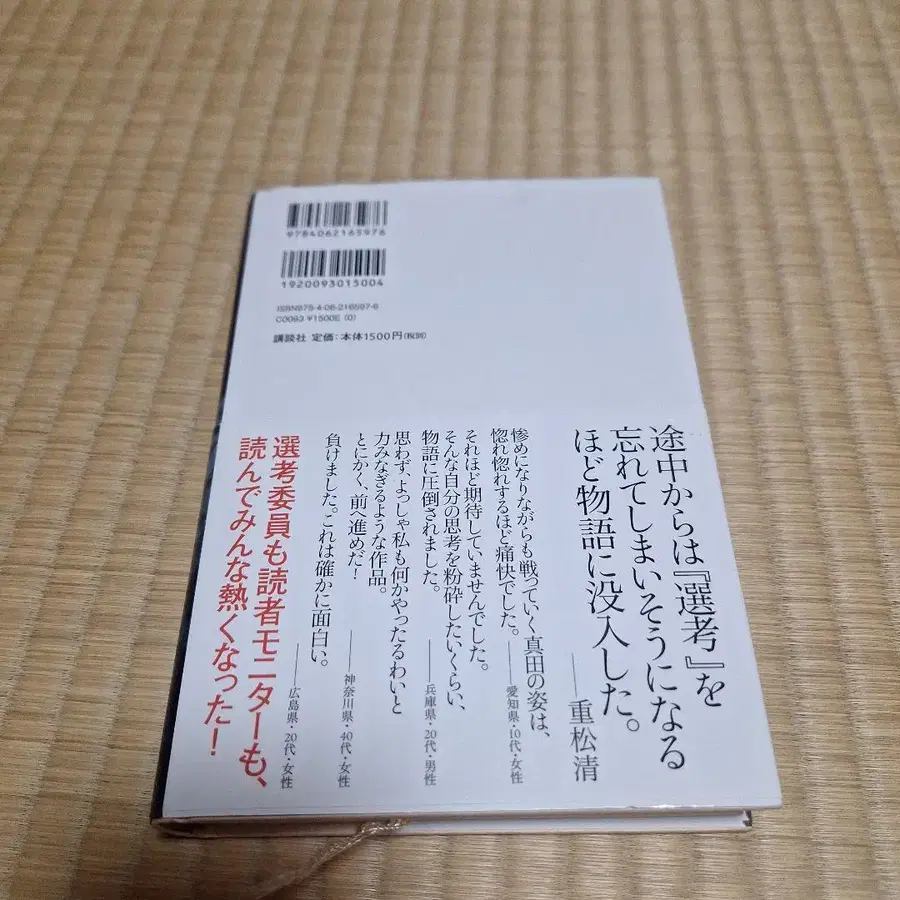 9784062165976
1920093015004
ISBN978-4-06-216597-6
C0093 ¥1500E (0)
講談社 定価:本体1500円(税別)
途中からは『選考』を
忘れてしまいそうになる
ほど物語に没入した。
――重松清
惨めになりながらも戦っていく真田の姿は、
惚れ惚れするほど痛快でした。――愛知県・10代・女性
それほど期待していませんでした。
そんな自分の思考を粉砕したいくらい、
物語に圧倒されました。――兵庫県・20代・男性
思わず、よっしゃ私も何かやったるわいと
力みなぎるような作品。
とにかく、前へ進めだ!――神奈川県・40代・女性
負けました。これは確かに面白い。――広島県・20代・女性
選考委員も読者モニターも、
読んでみんな熱くなった!